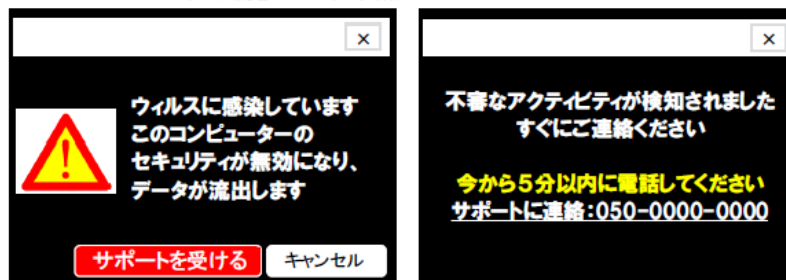 ×
ウィルスに感染しています
このコンピューターの
セキュリティが無効になり、
データが流出します
サポートを受ける
キャンセル
×
不審なアクティビティが検知されました
すぐにご連絡ください
今から5分以内に電話してください
サポートに連絡:050-0000-0000